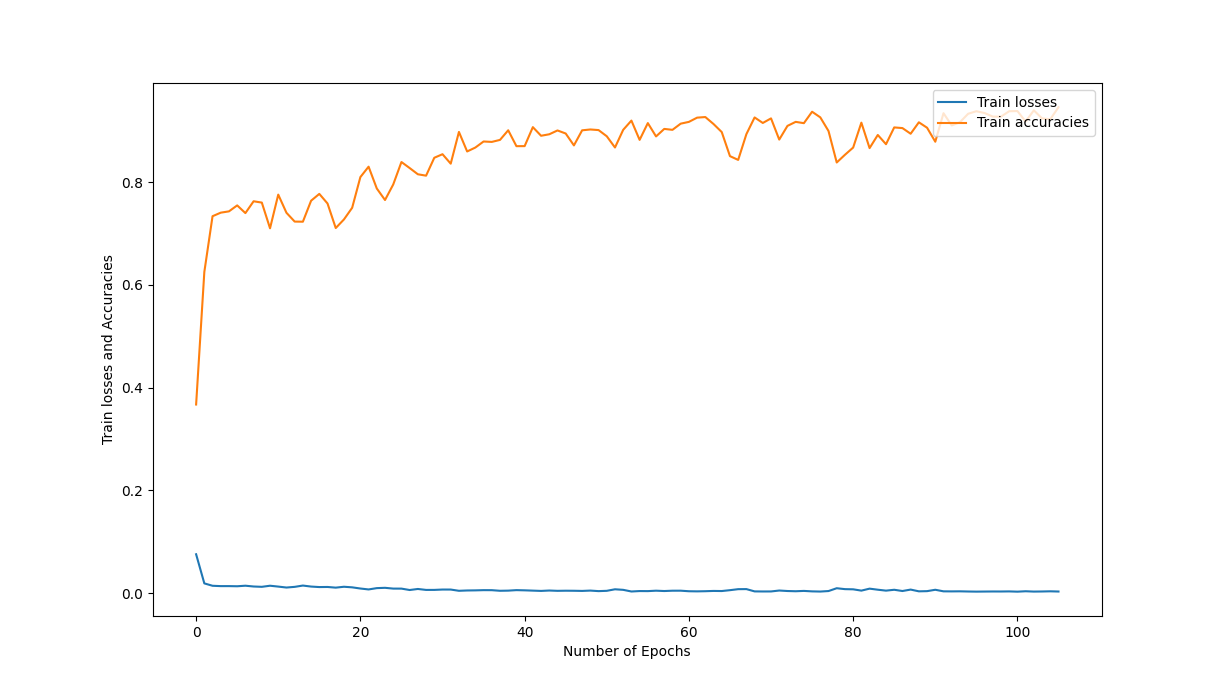 Train losses
Train accuracies
Train losses and Accuracies
0.8
0.6
0.4
0.2
0.0
0 20 40 60 80 100
Number of Epochs